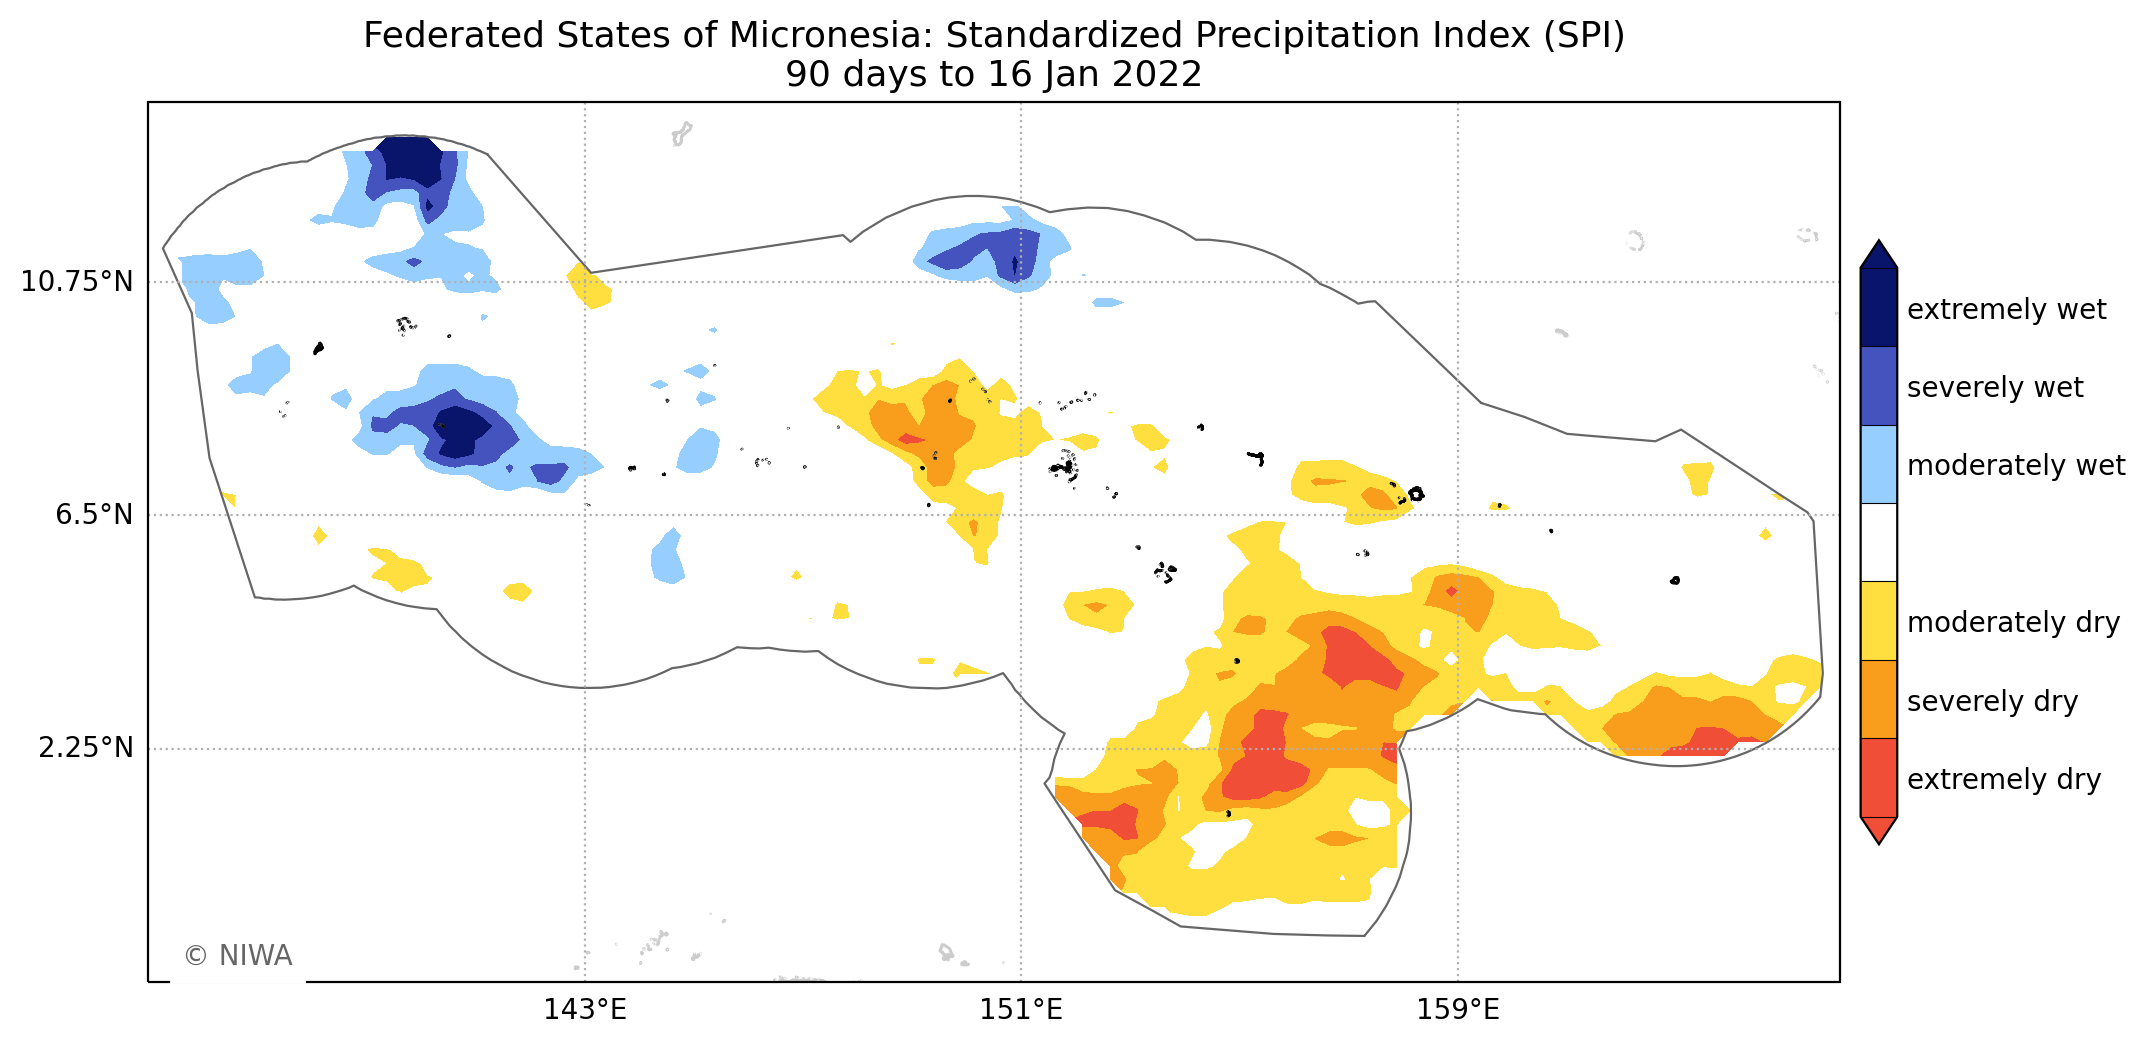 Federated States of Micronesia: Standardized Precipitation Index (SPI)
90 days to 16 Jan 2022
10.75°N
6.5°N
2.25°N
143°E
151°E
159°E
extremely wet
severely wet
moderately wet
moderately dry
severely dry
extremely dry
© NIWA